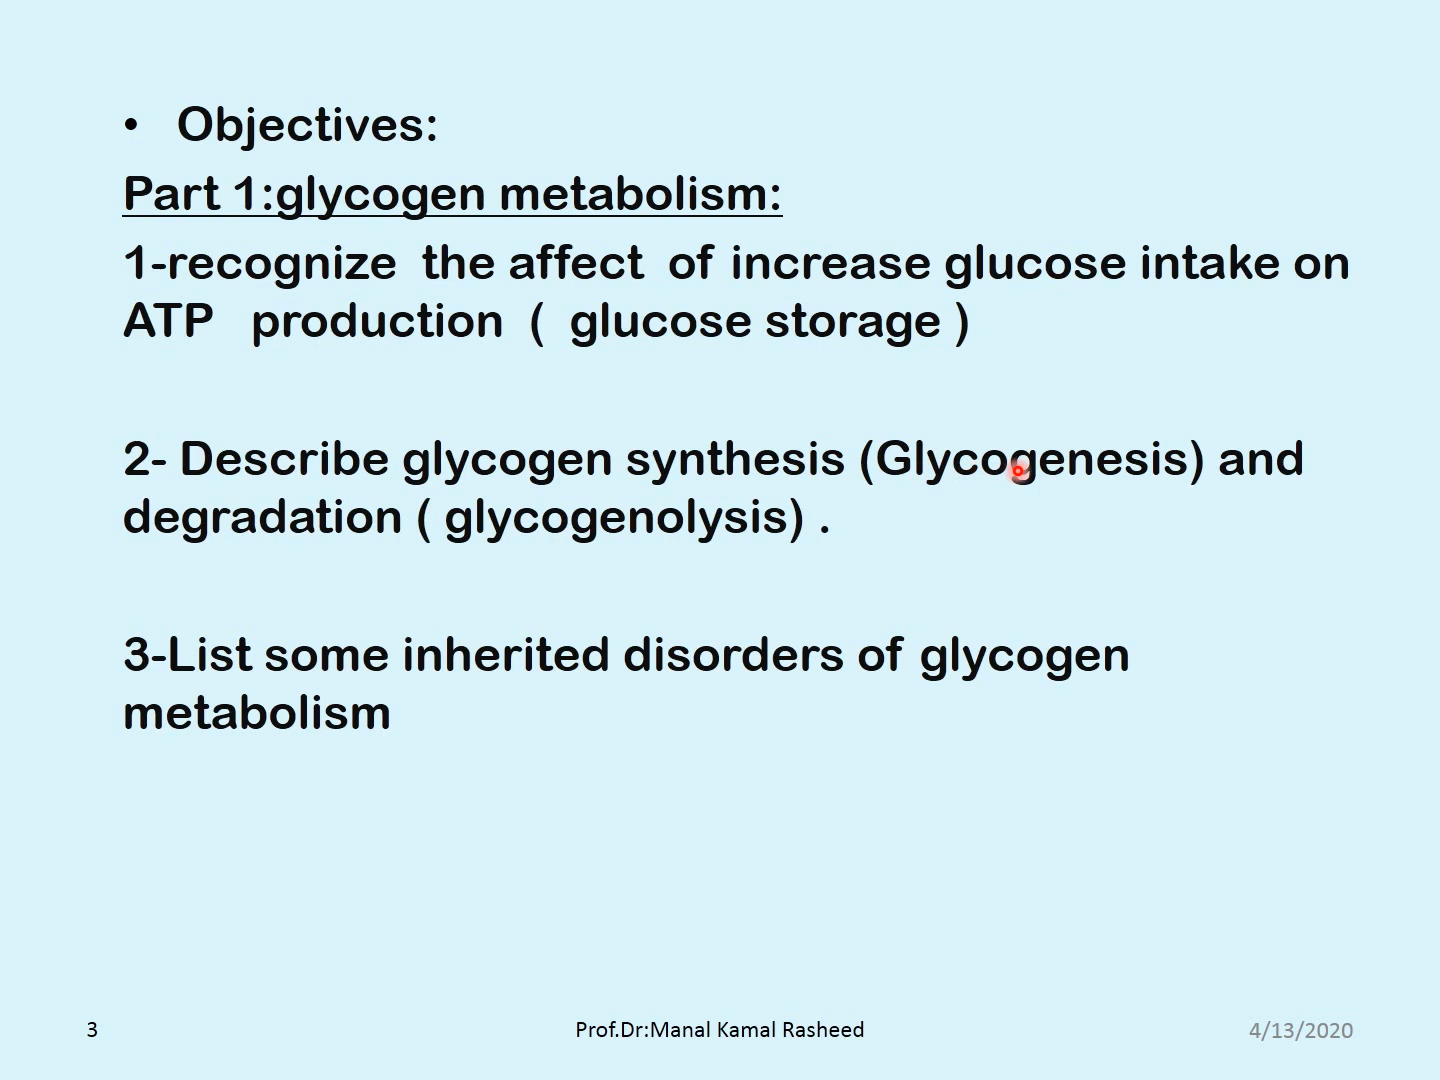 • Objectives:
Part 1:glycogen metabolism:
1-recognize the affect of increase glucose intake on
ATP production ( glucose storage )
2- Describe glycogen synthesis (Glycogenesis) and
degradation ( glycogenolysis) .
3-List some inherited disorders of glycogen
metabolism
3
Prof.Dr:Manal Kamal Rasheed
4/13/2020